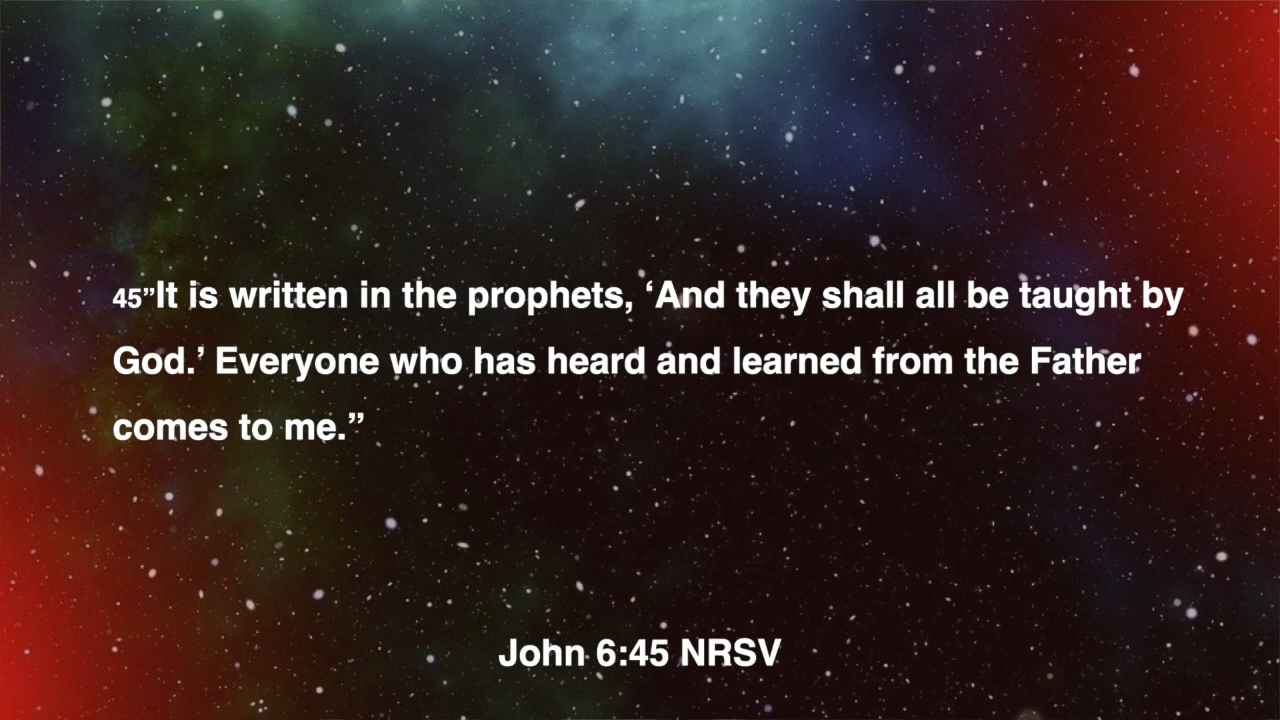 45”It is written in the prophets, ‘And they shall all be taught by
God.’ Everyone who has heard and learned from the Father
comes to me.”
John 6:45 NRSV